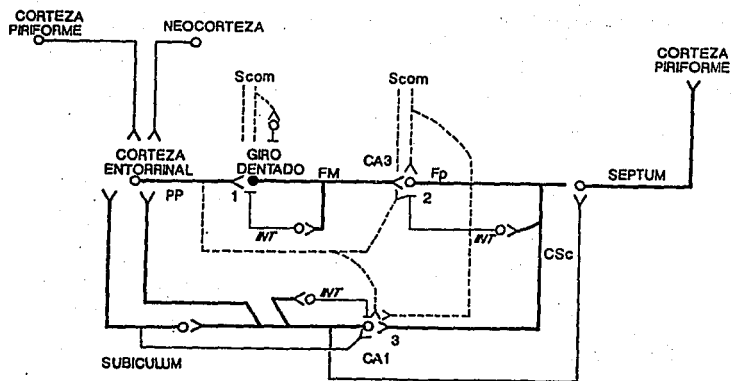 CORTEZA
PIRIFORME
NEOCORTEZA
CORTEZA
PIRIFORME
Scom
Scom
CA3
CORTEZA
ENTORRINAL
GIRO
DENTADO
FM
Fp
SEPTUM
PP
1
2
INT
INT
CSc
INT
3
SUBICULUM
CA1